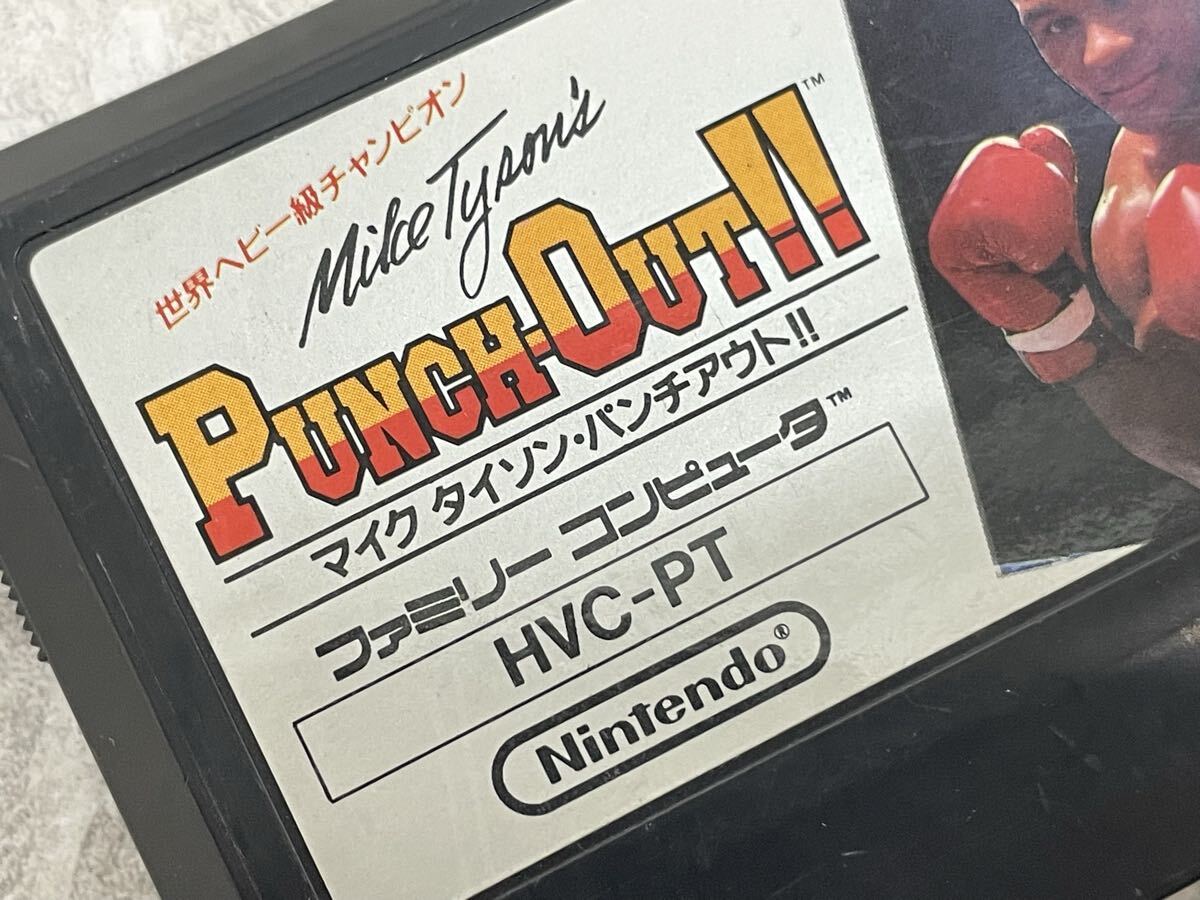 世界ヘビー級チャンピオン
Mike Tyson's
PUNCH-OUT!!™
マイク タイソン・パンチアウト!!
ファミリー コンピュータ™
HVC-PT
Nintendo®